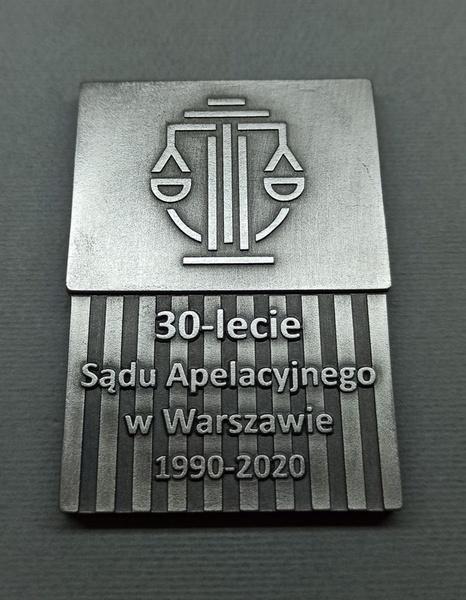 30-lecie
Sądu Apelacyjnego
w Warszawie
1990-2020